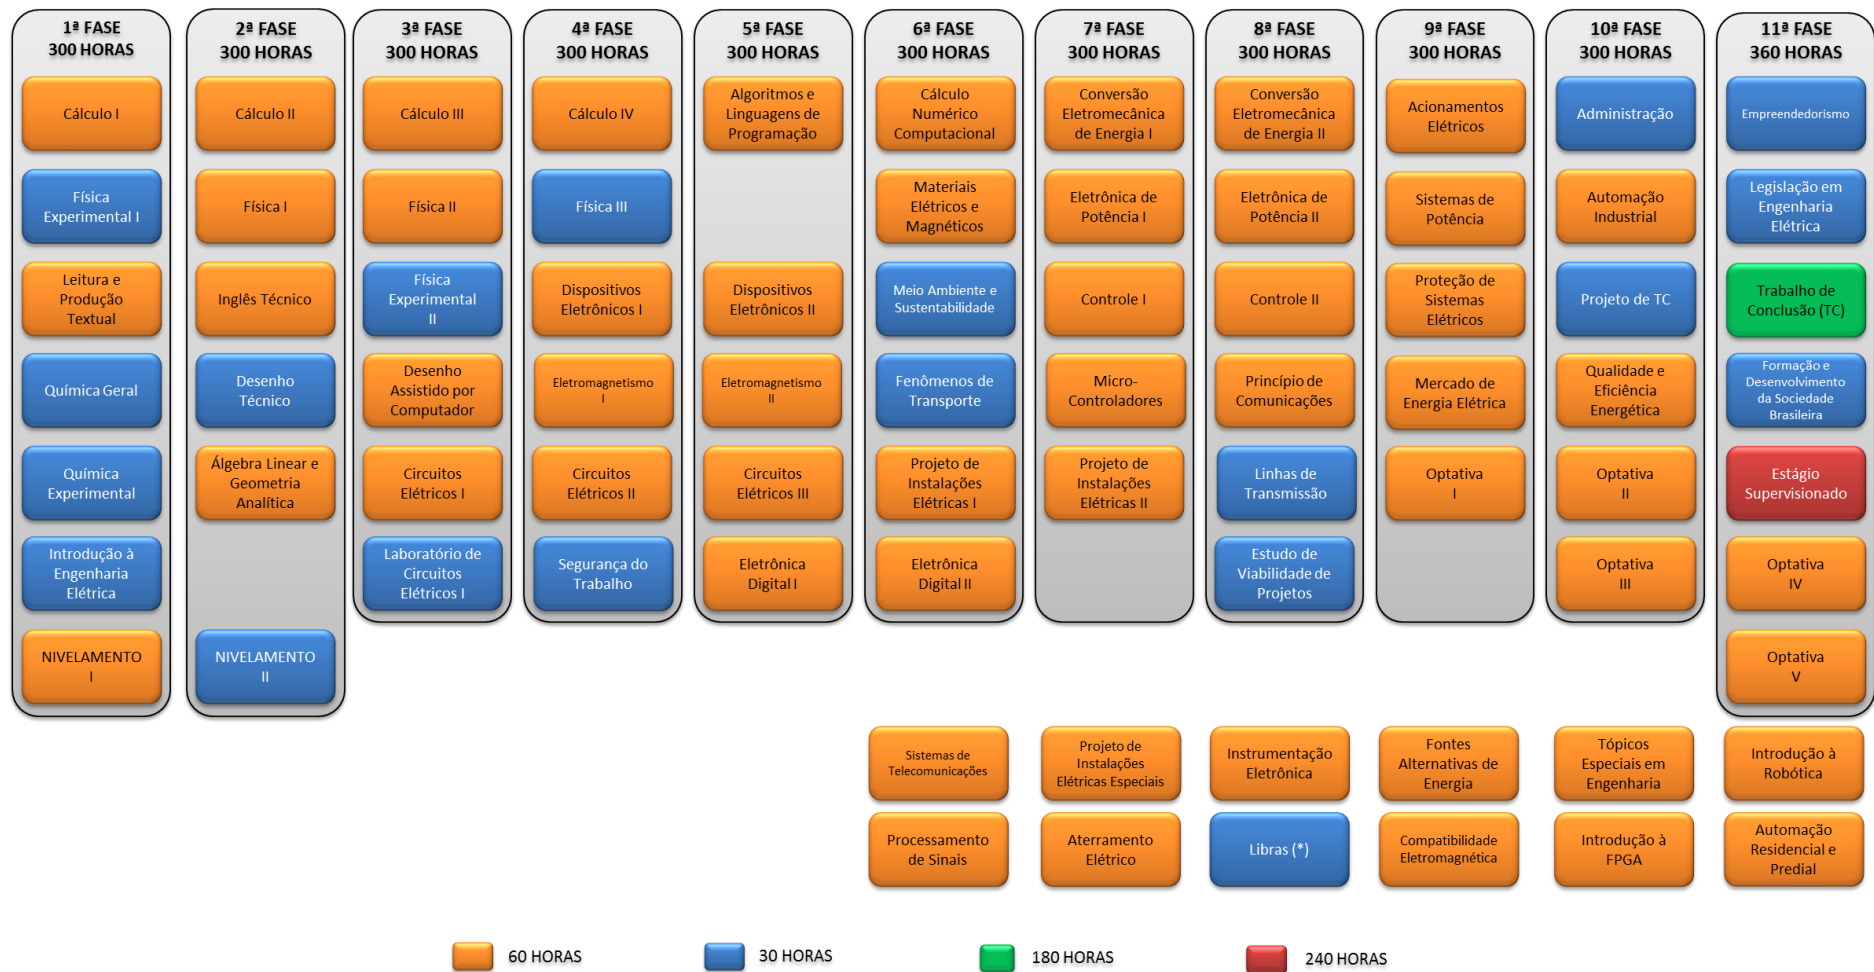 1ª FASE
300 HORAS
Cálculo I
Física
Experimental I
Leitura e
Produção
Textual
Química Geral
Química
Experimental
Introdução à
Engenharia
Elétrica
NIVELAMENTO
I
2ª FASE
300 HORAS
Cálculo II
Física I
Inglês Técnico
Desenho
Técnico
Álgebra Linear e
Geometria
Analítica
NIVELAMENTO
II
3ª FASE
300 HORAS
Cálculo III
Física II
Física
Experimental
II
Desenho
Assistido por
Computador
Circuitos
Elétricos I
Laboratório de
Circuitos
Elétricos I
4ª FASE
300 HORAS
Cálculo IV
Física III
Dispositivos
Eletrônicos I
Eletromagnetismo
I
Circuitos
Elétricos II
Segurança do
Trabalho
5ª FASE
300 HORAS
Algoritmos e
Linguagens de
Programação
Dispositivos
Eletrônicos II
Eletromagnetismo
II
Circuitos
Elétricos III
Eletrônica
Digital I
6ª FASE
300 HORAS
Cálculo
Numérico
Computacional
Materiais
Elétricos e
Magnéticos
Meio Ambiente e
Sustentabilidade
Fenômenos de
Transporte
Projeto de
Instalações
Elétricas I
Eletrônica
Digital II
7ª FASE
300 HORAS
Conversão
Eletromecânica
de Energia I
Eletrônica de
Potência I
Controle I
Micro-
Controladores
Projeto de
Instalações
Elétricas II
8ª FASE
300 HORAS
Conversão
Eletromecânica
de Energia II
Eletrônica de
Potência II
Controle II
Princípio de
Comunicações
Linhas de
Transmissão
Estudo de
Viabilidade de
Projetos
9ª FASE
300 HORAS
Acionamentos
Elétricos
Sistemas de
Potência
Proteção de
Sistemas
Elétricos
Mercado de
Energia Elétrica
Optativa
I
10ª FASE
300 HORAS
Administração
Automação
Industrial
Projeto de TC
Qualidade e
Eficiência
Energética
Optativa
II
Optativa
III
11ª FASE
360 HORAS
Empreendedorismo
Legislação em
Engenharia
Elétrica
Trabalho de
Conclusão (TC)
Formação e
Desenvolvimento
da Sociedade
Brasileira
Estágio
Supervisionado
Optativa
IV
Optativa
V
Sistemas de
Telecomunicações
Projeto de
Instalações
Elétricas Especiais
Instrumentação
Eletrônica
Fontes
Alternativas de
Energia
Tópicos
Especiais em
Engenharia
Introdução à
Robótica
Processamento
de Sinais
Aterramento
Elétrico
Libras (*)
Compatibilidade
Eletromagnética
Introdução à
FPGA
Automação
Residencial e
Predial
60 HORAS
30 HORAS
180 HORAS
240 HORAS